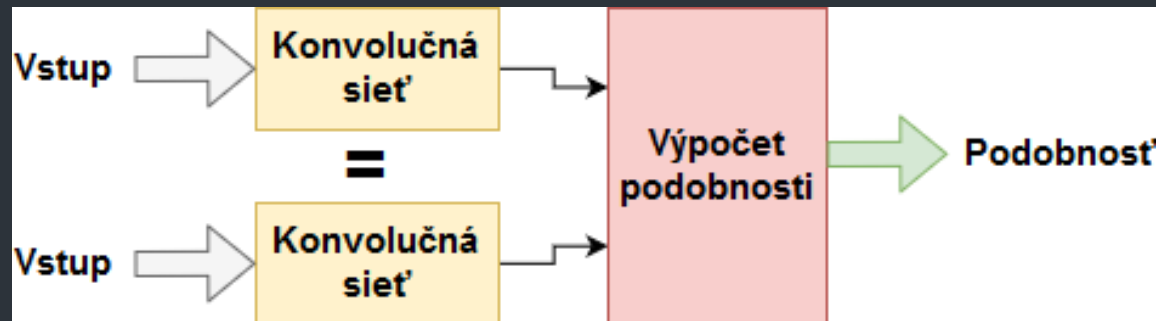 Vstup
Konvolučná
sieť
=
Vstup
Konvolučná
sieť
Výpočet
podobnosti
Podobnosť